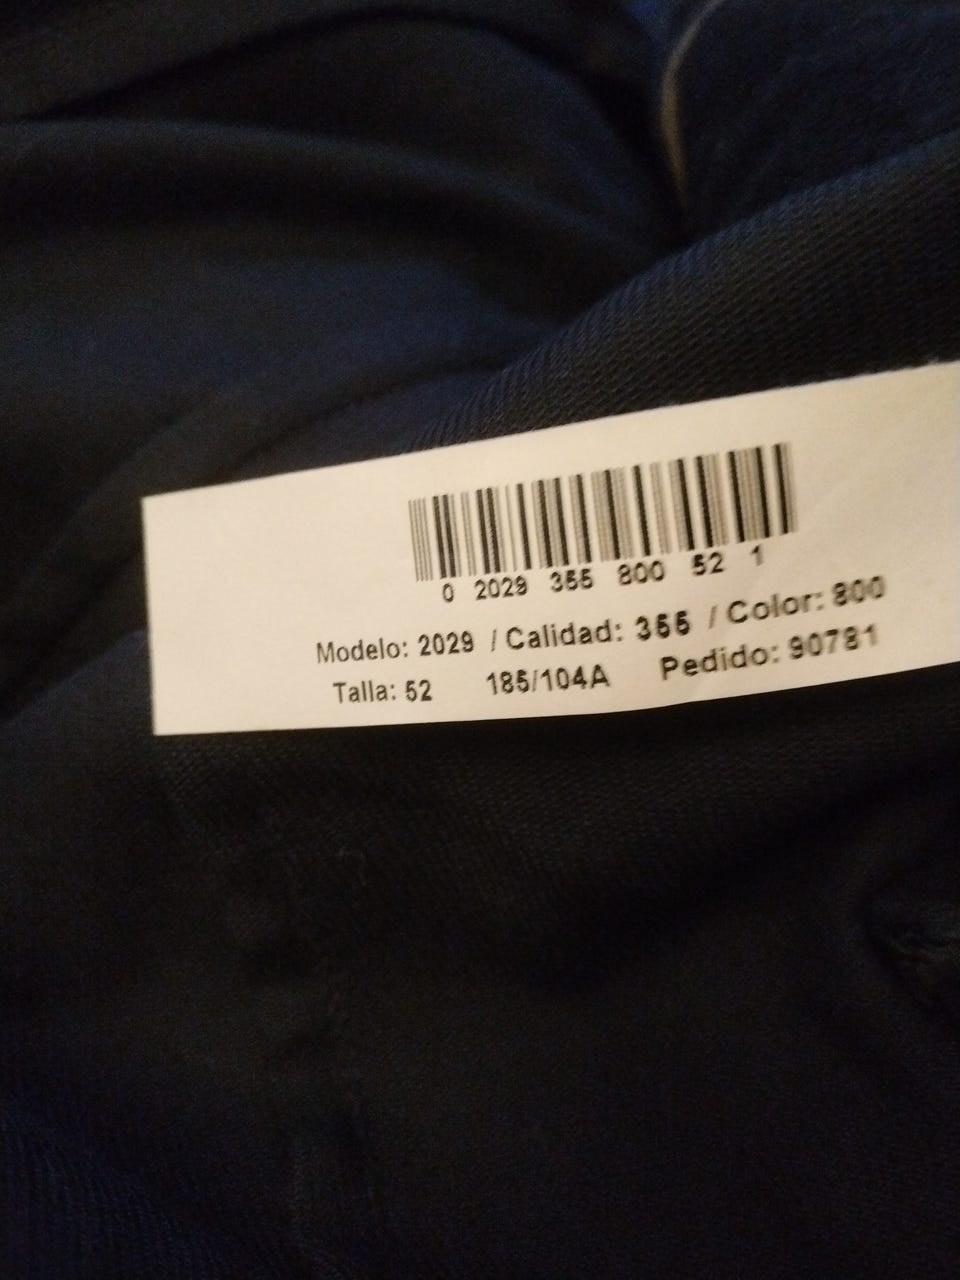 0 2029 355 800 52 1
Modelo: 2029 / Calidad: 355 / Color: 800
Talla: 52 185/104A Pedido: 90781